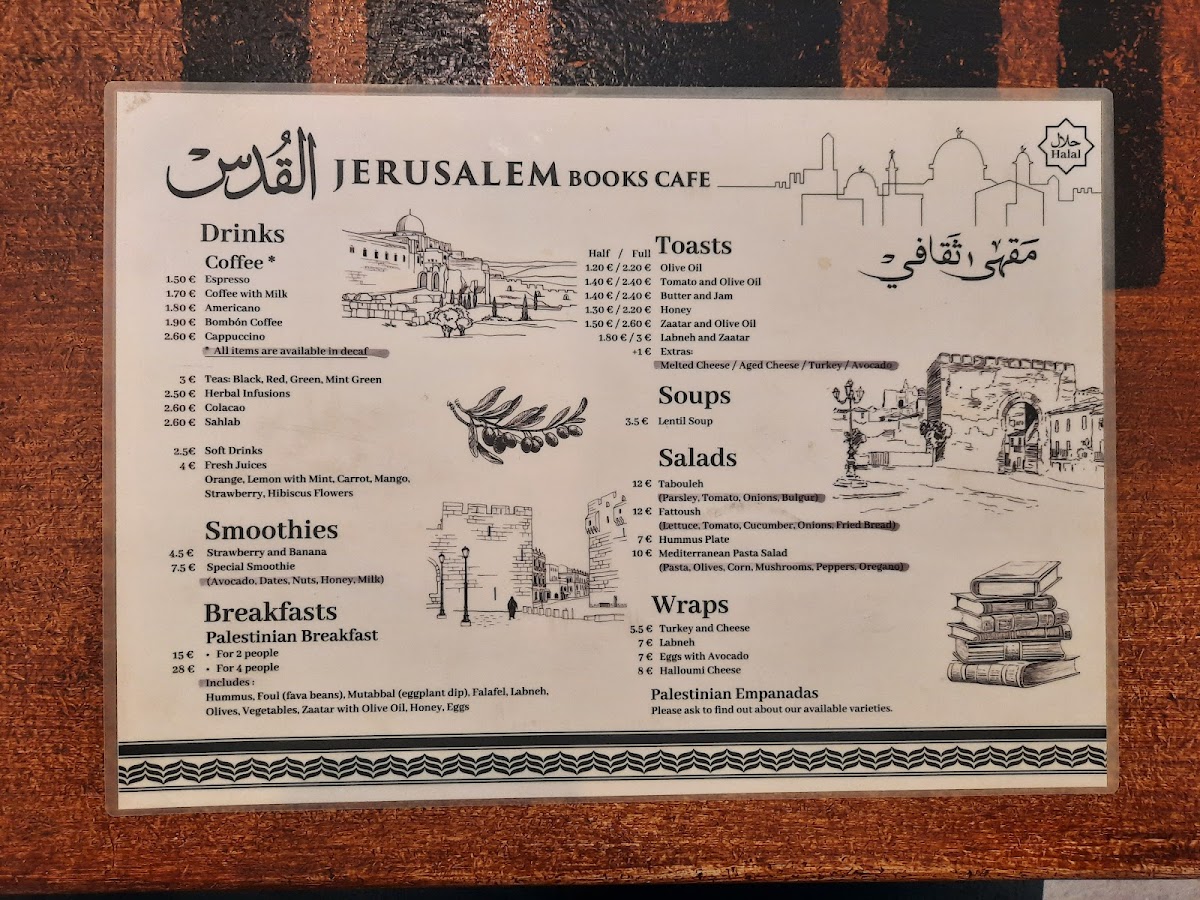 القدس JERUSALEM BOOKS CAFE
حلال
Halal
مقهى ثقافي
Drinks
Coffee *
1.50 € Espresso
1.70 € Coffee with Milk
1.80 € Americano
1.90 € Bombón Coffee
2.60 € Cappuccino
* All items are available in decaf
3 € Teas: Black, Red, Green, Mint Green
2.50 € Herbal Infusions
2.60 € Colacao
2.60 € Sahlab
2.5€ Soft Drinks
4 € Fresh Juices
Orange, Lemon with Mint, Carrot, Mango,
Strawberry, Hibiscus Flowers
Smoothies
4.5 € Strawberry and Banana
7.5 € Special Smoothie
(Avocado, Dates, Nuts, Honey, Milk)
Breakfasts
Palestinian Breakfast
15 € • For 2 people
28 € • For 4 people
Includes :
Hummus, Foul (fava beans), Mutabbal (eggplant dip), Falafel, Labneh,
Olives, Vegetables, Zaatar with Olive Oil, Honey, Eggs
Toasts
Half / Full
1.20 € / 2.20 € Olive Oil
1.40 € / 2.40 € Tomato and Olive Oil
1.40 € / 2.40 € Butter and Jam
1.30 € / 2.20 € Honey
1.50 € / 2.60 € Zaatar and Olive Oil
1.80 € / 3 € Labneh and Zaatar
+1 € Extras:
Melted Cheese / Aged Cheese / Turkey / Avocado
Soups
3.5 € Lentil Soup
Salads
12 € Tabouleh
(Parsley, Tomato, Onions, Bulgur)
12 € Fattoush
(Lettuce, Tomato, Cucumber, Onions, Fried Bread)
7 € Hummus Plate
10 € Mediterranean Pasta Salad
(Pasta, Olives, Corn, Mushrooms, Peppers, Oregano)
Wraps
5.5 € Turkey and Cheese
7 € Labneh
7 € Eggs with Avocado
8 € Halloumi Cheese
Palestinian Empanadas
Please ask to find out about our available varieties.